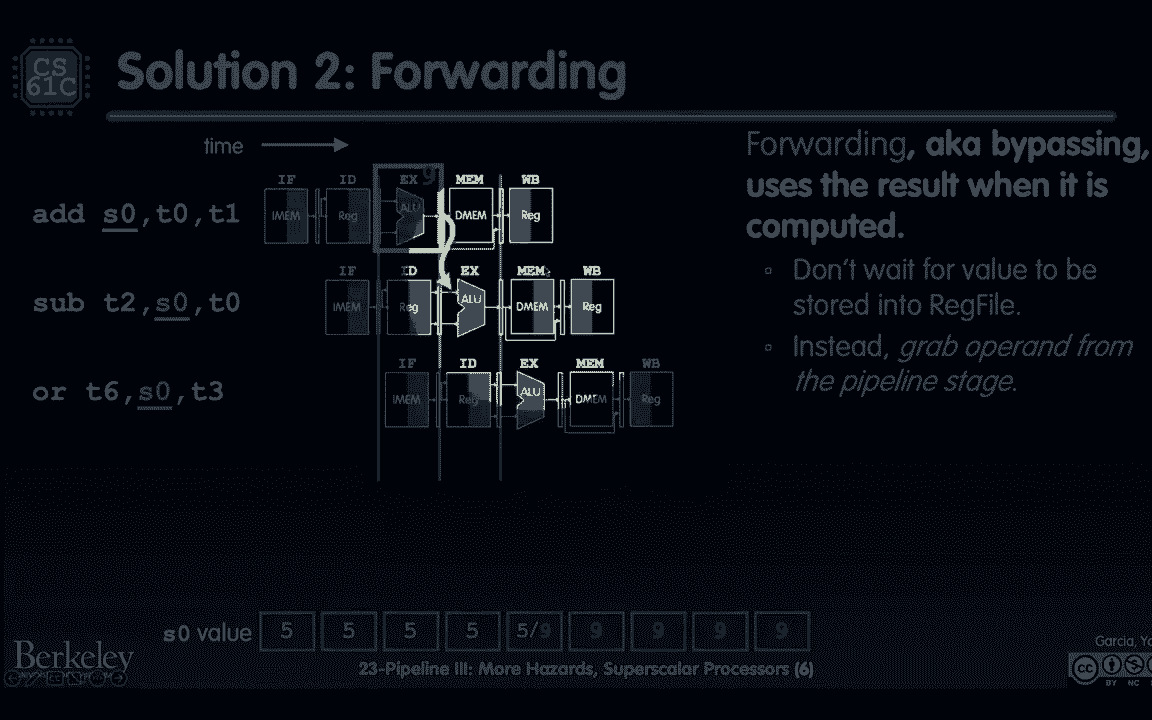 CS
61C
Solution 2: Forwarding
time
IF ID EX 9 MEM WB
add s0,t0,t1
IMEM Reg ALU DMEM Reg
IF ID EX MEM WB
sub t2,s0,t0
IMEM Reg ALU DMEM Reg
IF ID EX MEM WB
or t6,s0,t3
IMEM Reg ALU DMEM Reg
Forwarding, aka bypassing,
uses the result when it is
computed.
▫ Don't wait for value to be
stored into RegFile.
▫ Instead, grab operand from
the pipeline stage.
s0 value 5 5 5 5 5/9 9 9 9 9
Berkeley
23-Pipeline III: More Hazards, Superscalar Processors (6)
Garcia,
cc
BY NC